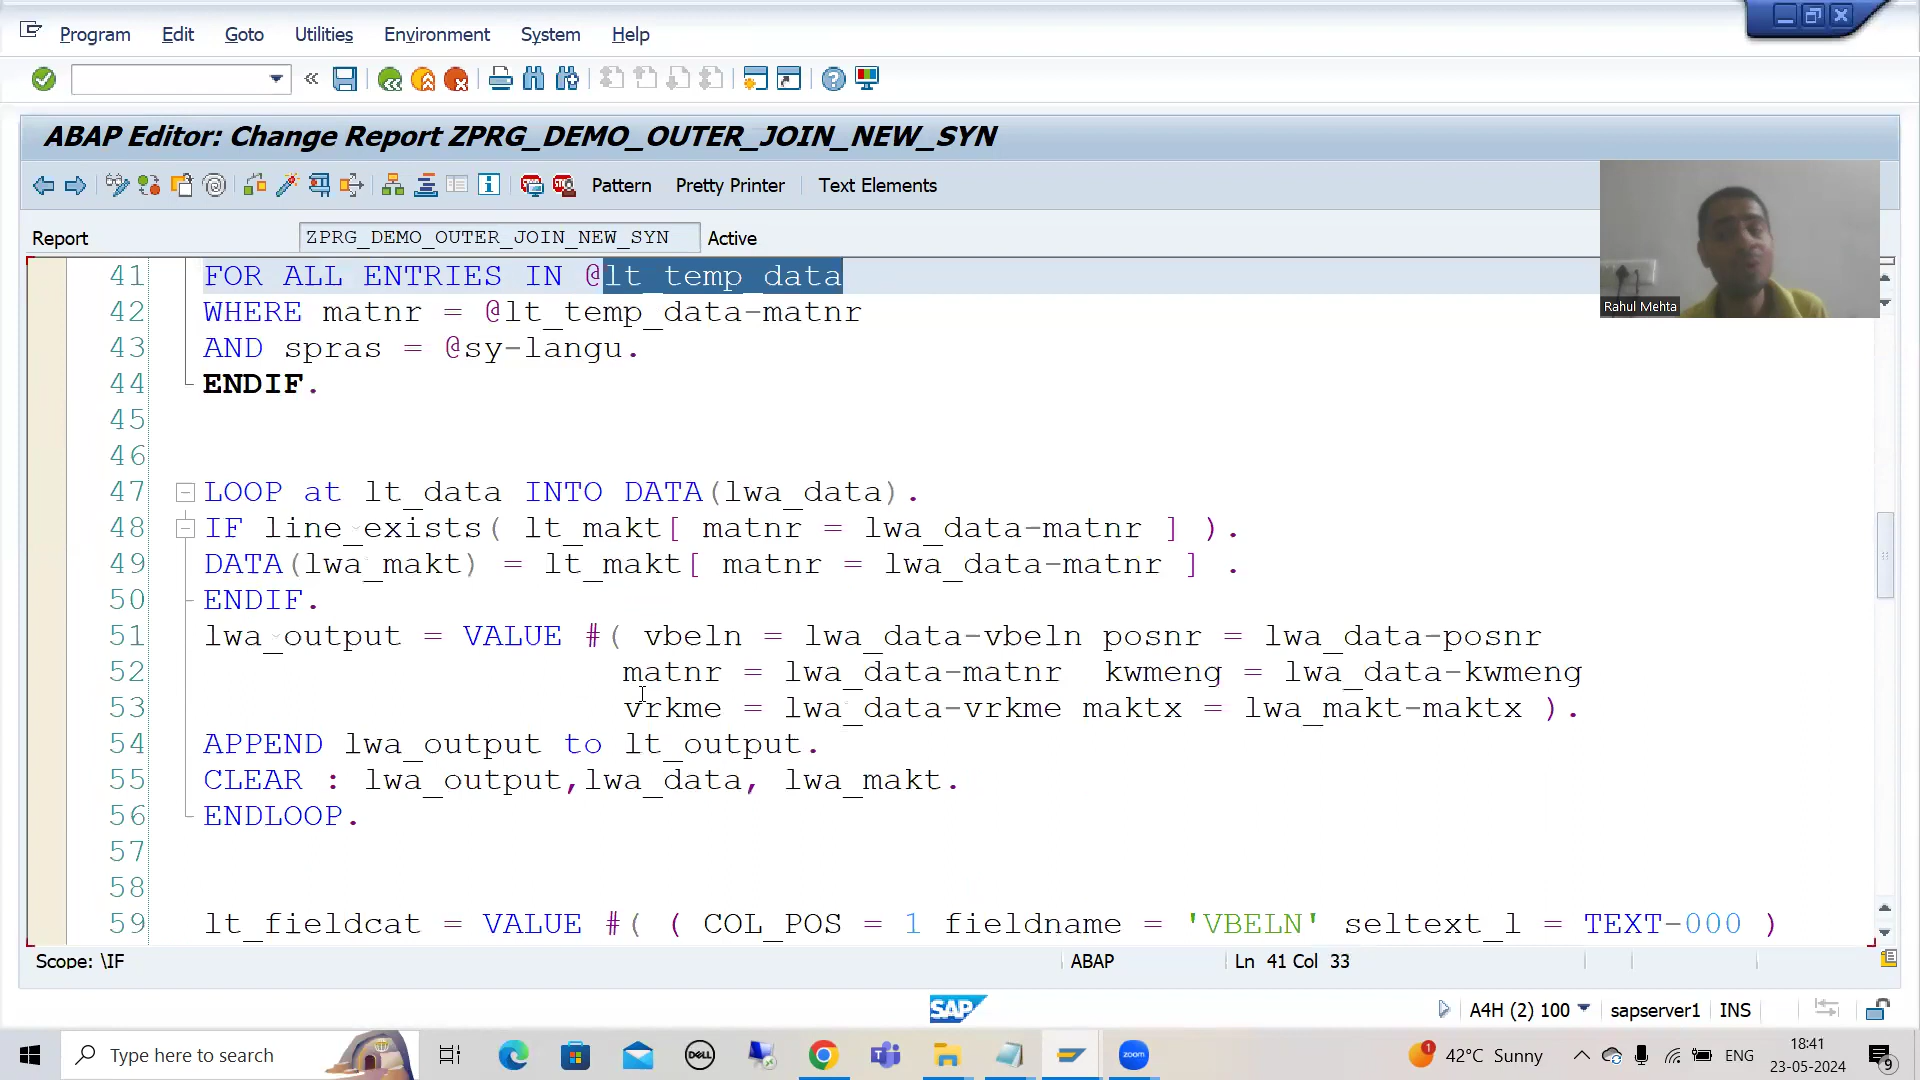 Program Edit Goto Utilities Environment System Help
ABAP Editor: Change Report ZPRG_DEMO_OUTER_JOIN_NEW_SYN
Pattern Pretty Printer Text Elements
Report ZPRG_DEMO_OUTER_JOIN_NEW_SYN Active
Rahul Mehta
41 FOR ALL ENTRIES IN @lt_temp_data
42 WHERE matnr = @lt_temp_data-matnr
43 AND spras = @sy-langu.
44 ENDIF.
45
46
47 LOOP at lt_data INTO DATA(lwa_data).
48 IF line_exists( lt_makt[ matnr = lwa_data-matnr ] ).
49 DATA(lwa_makt) = lt_makt[ matnr = lwa_data-matnr ] .
50 ENDIF.
51 lwa_output = VALUE #( vbeln = lwa_data-vbeln posnr = lwa_data-posnr
52 matnr = lwa_data-matnr kwmeng = lwa_data-kwmeng
53 vrkme = lwa_data-vrkme maktx = lwa_makt-maktx ).
54 APPEND lwa_output to lt_output.
55 CLEAR : lwa_output,lwa_data, lwa_makt.
56 ENDLOOP.
57
58
59 lt_fieldcat = VALUE #( ( COL_POS = 1 fieldname = 'VBELN' seltext_l = TEXT-000 )
Scope: \IF ABAP Ln 41 Col 33
SAP A4H (2) 100 sapserver1 INS
Type here to search DELL zoom 1 42°C Sunny ENG 18:41
23-05-2024 9